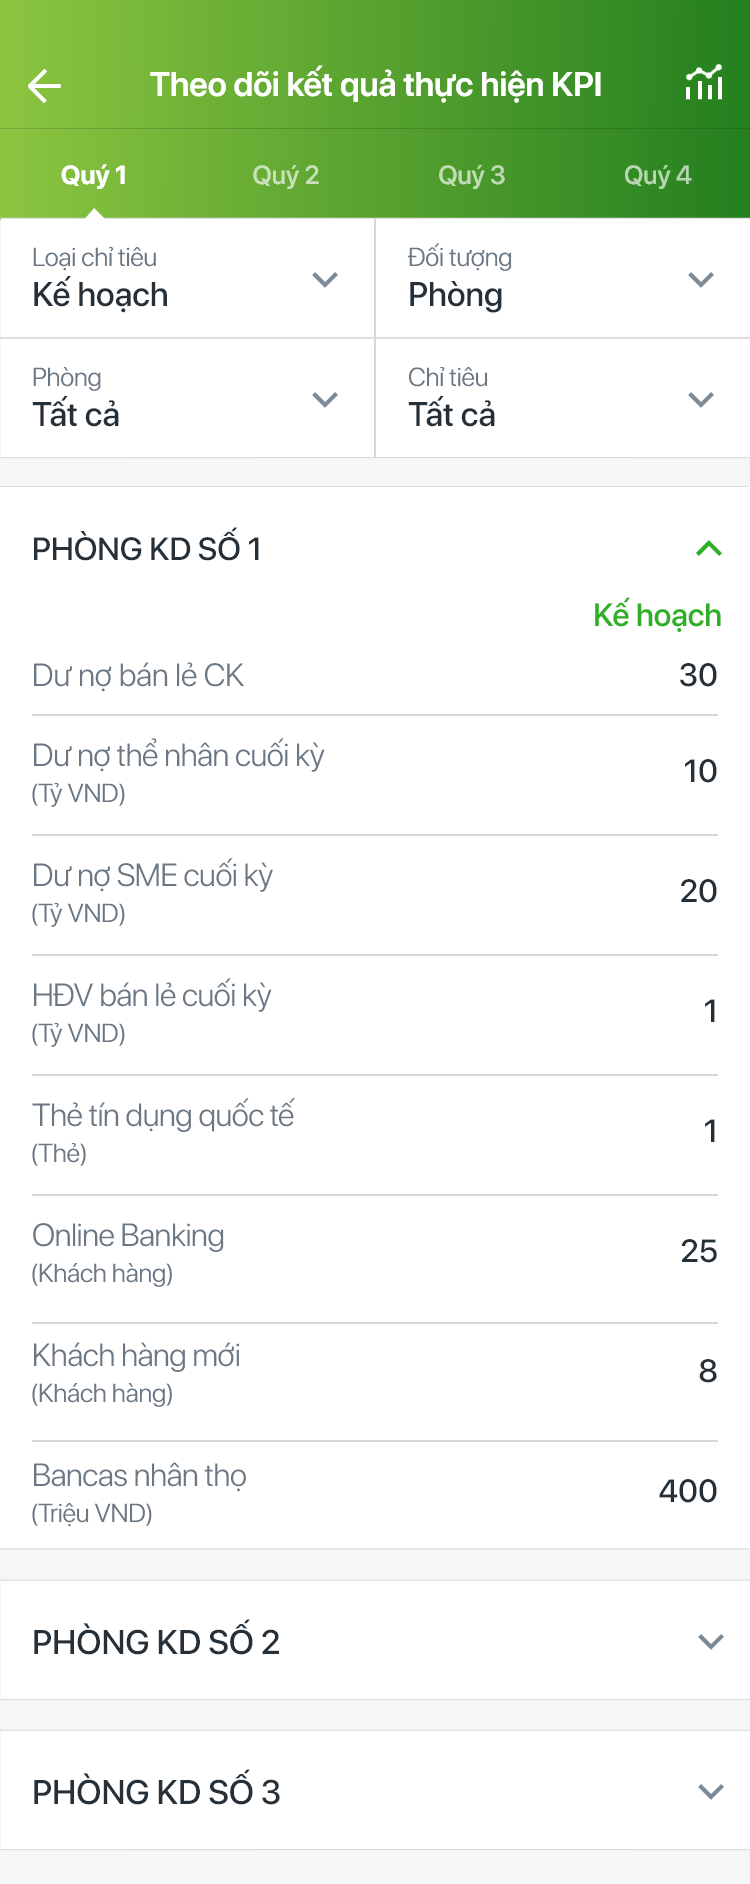 Theo dõi kết quả thực hiện KPI
Quý 1 Quý 2 Quý 3 Quý 4
Loại chỉ tiêu
Kế hoạch
Đối tượng
Phòng
Phòng
Tất cả
Chỉ tiêu
Tất cả
PHÒNG KD SỐ 1
Kế hoạch
Dư nợ bán lẻ CK 30
Dư nợ thể nhân cuối kỳ
(Tỷ VND)
10
Dư nợ SME cuối kỳ
(Tỷ VND)
20
HĐV bán lẻ cuối kỳ
(Tỷ VND)
1
Thẻ tín dụng quốc tế
(Thẻ)
1
Online Banking
(Khách hàng)
25
Khách hàng mới
(Khách hàng)
8
Bancas nhân thọ
(Triệu VND)
400
PHÒNG KD SỐ 2
PHÒNG KD SỐ 3